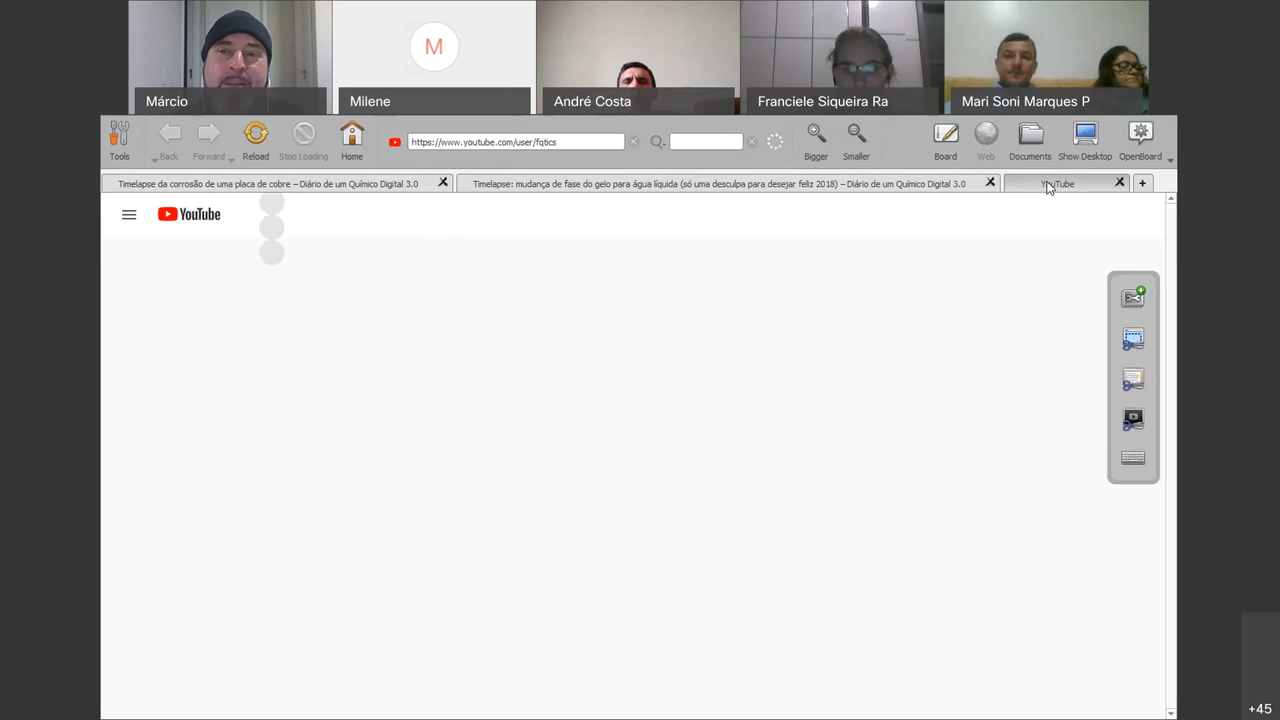 M
Márcio
Milene
André Costa
Franciele Siqueira Ra
Mari Soni Marques P
Tools
Back
Forward
Reload
Stop Loading
Home
https://www.youtube.com/user/fqtics
Bigger
Smaller
Board
Web
Documents
Show Desktop
OpenBoard
Timelapse da corrosão de uma placa de cobre – Diário de um Químico Digital 3.0
Timelapse: mudança de fase do gelo para água líquida (só uma desculpa para desejar feliz 2018) – Diário de um Químico Digital 3.0
YouTube
YouTube
+45